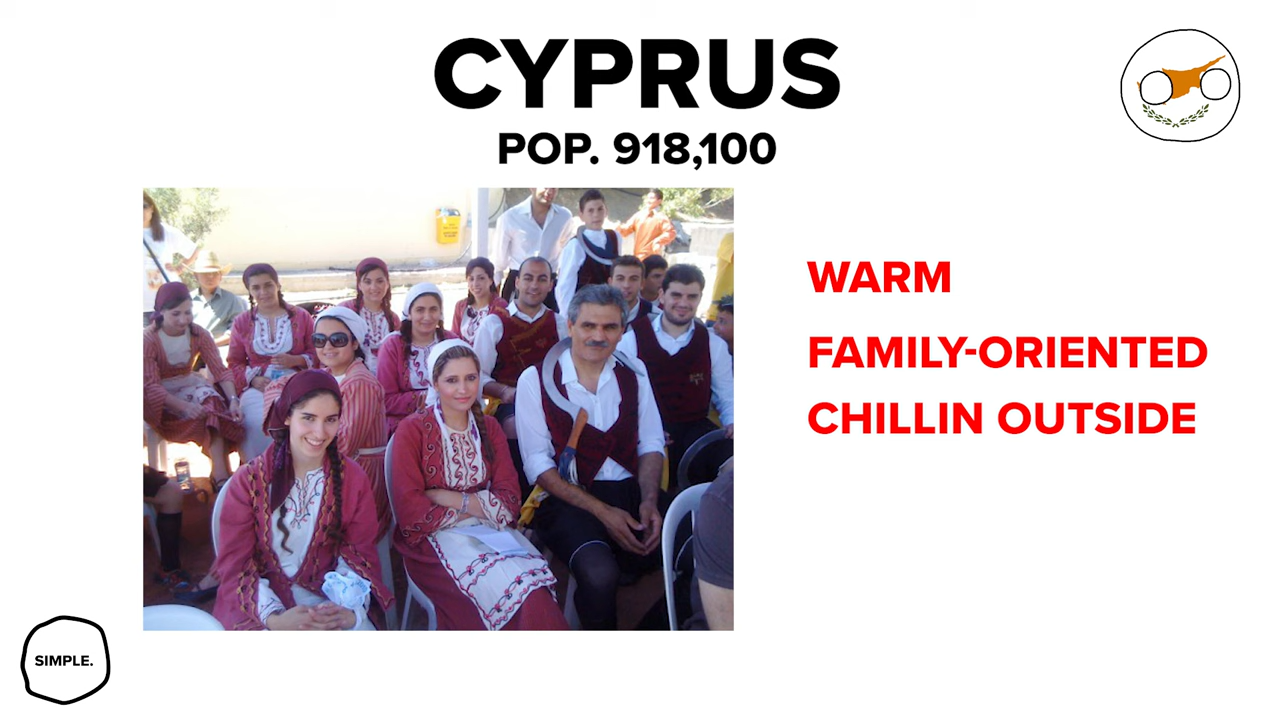 CYPRUS
POP. 918,100
WARM
FAMILY-ORIENTED
CHILLIN OUTSIDE
SIMPLE.